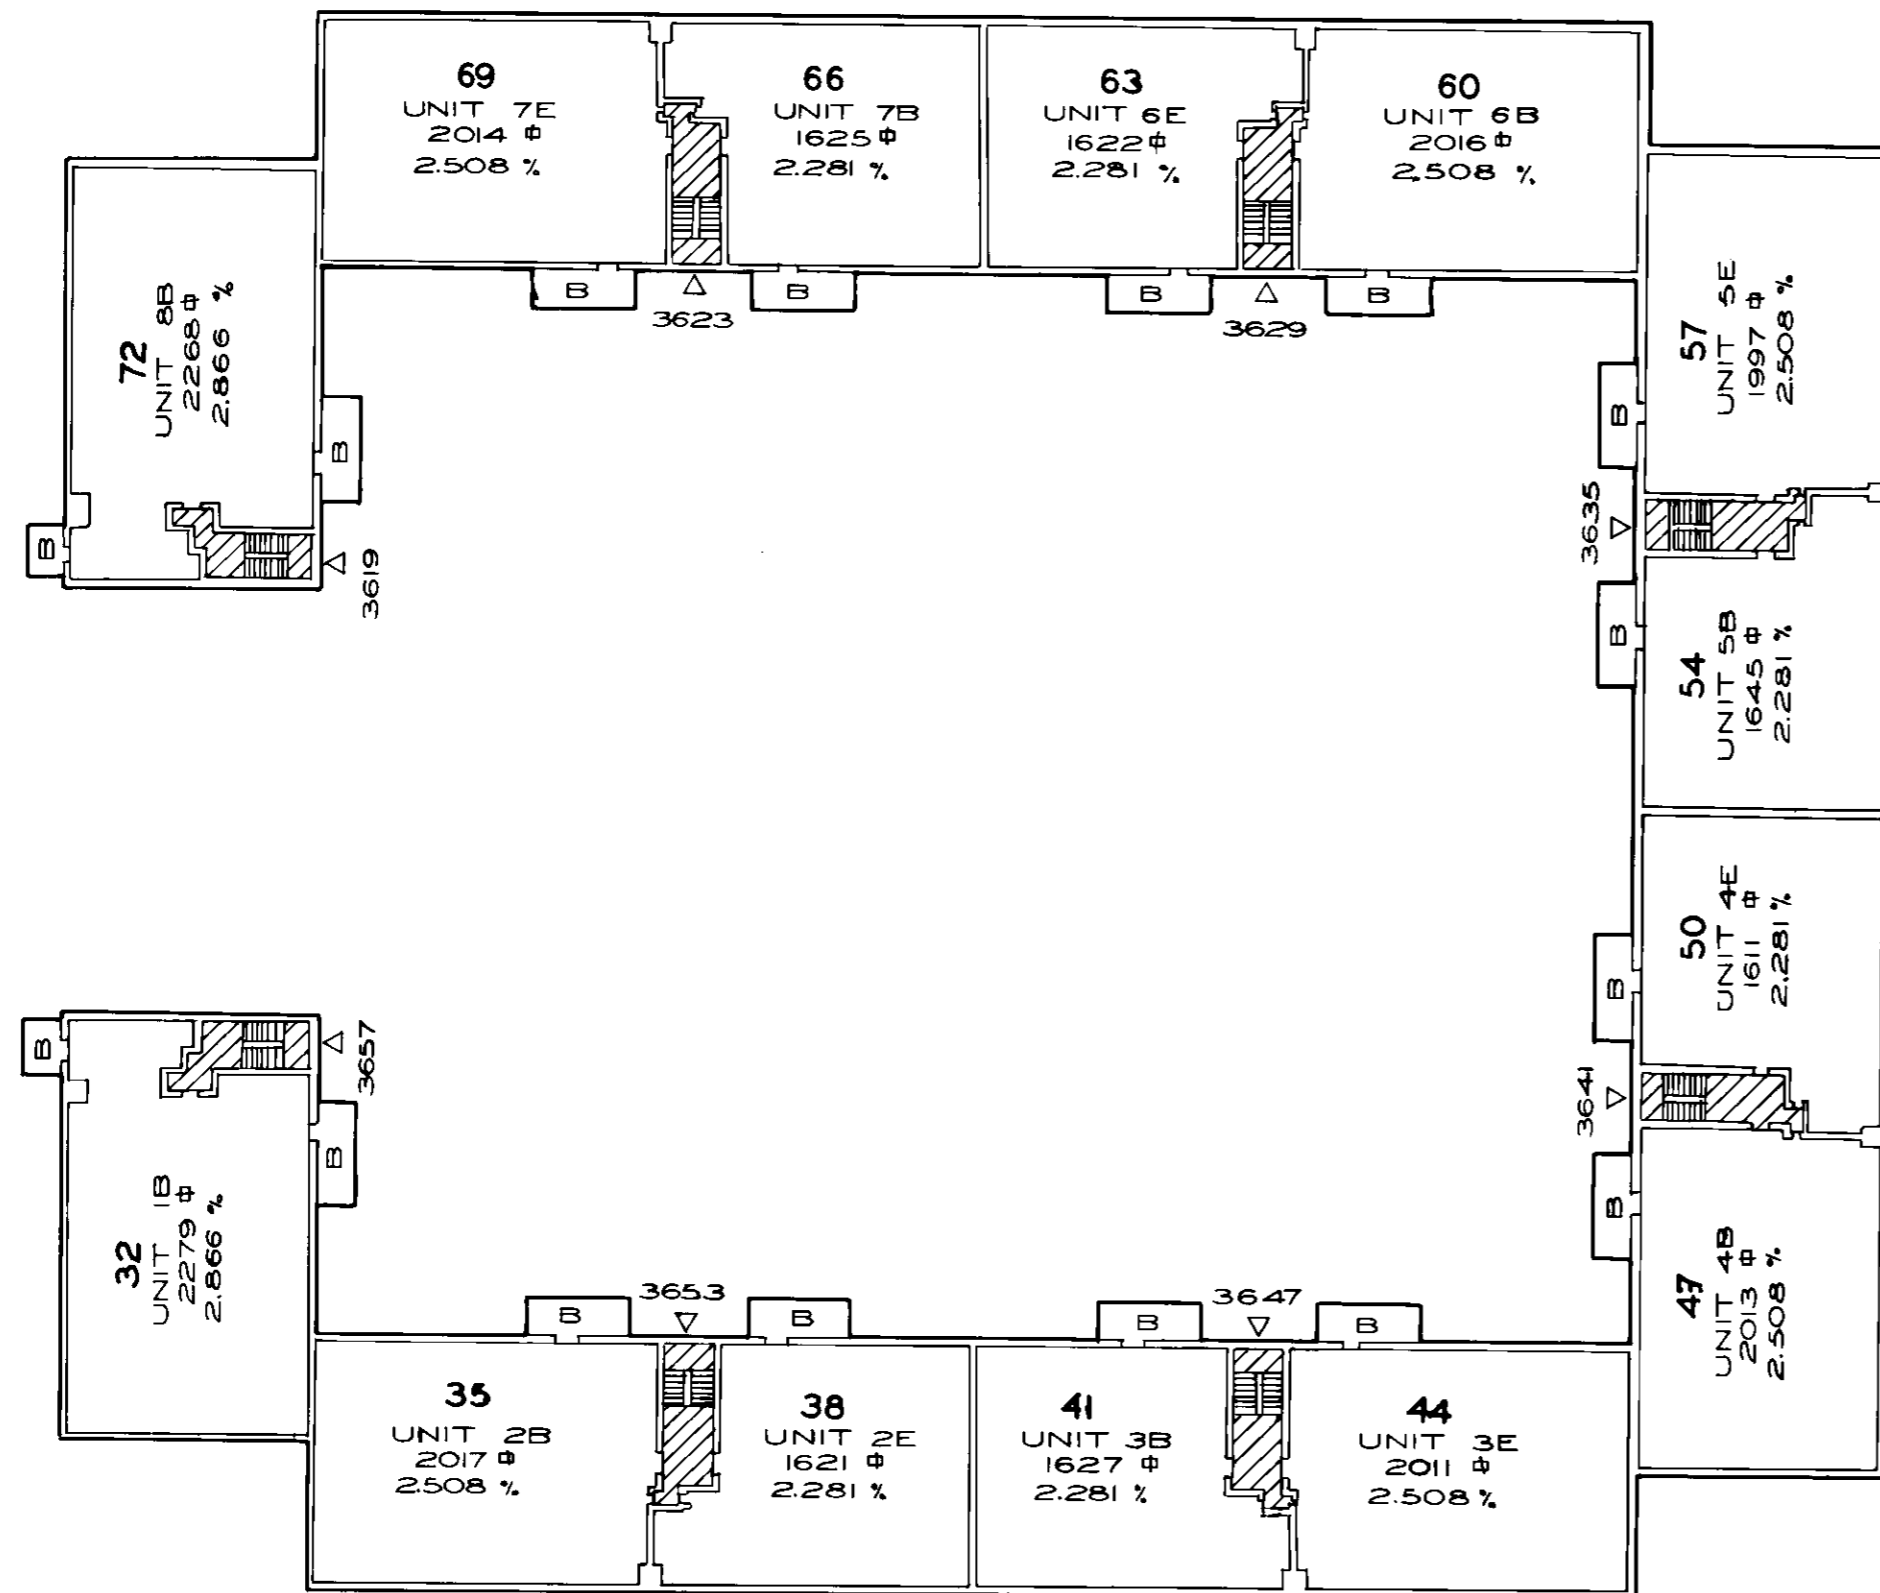 69
UNIT 7E
2014 ⌽
2.508 %
66
UNIT 7B
1625 ⌽
2.281 %
63
UNIT 6E
1622 ⌽
2.281 %
60
UNIT 6B
2016 ⌽
2.508 %
B
3623
B
B
3629
B
72
UNIT 8B
2268 ⌽
2.866 %
B
B
3619
57
UNIT 5E
1997 ⌽
2.508 %
B
3635
B
54
UNIT 5B
1645 ⌽
2.281 %
50
UNIT 4E
1611 ⌽
2.281 %
B
3641
B
47
UNIT 4B
2013 ⌽
2.508 %
B
3657
B
32
UNIT 1B
2279 ⌽
2.866 %
B
3653
B
B
3647
B
35
UNIT 2B
2017 ⌽
2.508 %
38
UNIT 2E
1621 ⌽
2.281 %
41
UNIT 3B
1627 ⌽
2.281 %
44
UNIT 3E
2011 ⌽
2.508 %